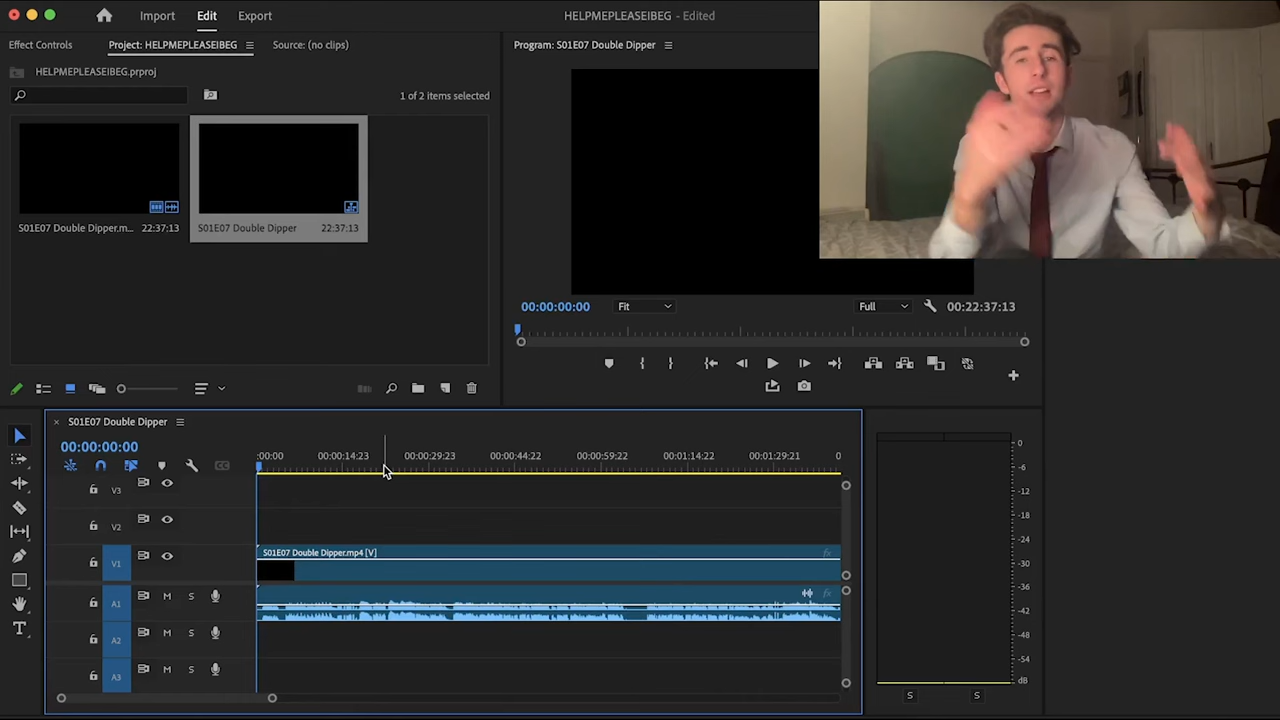 Import Edit Export HELPMEPLEASEIBEG - Edited
Effect Controls Project: HELPMEPLEASEIBEG Source: (no clips) Program: S01E07 Double Dipper
HELPMEPLEASEIBEG.prproj
1 of 2 items selected
S01E07 Double Dipper.m... 22:37:13 S01E07 Double Dipper 22:37:13
00:00:00:00 Fit Full 00:22:37:13
S01E07 Double Dipper
00:00:00:00
:00:00 00:00:14:23 00:00:29:23 00:00:44:22 00:00:59:22 00:01:14:22 00:01:29:21 0
V3
V2
S01E07 Double Dipper.mp4 [V] fx
V1
A1 M S fx
A2 M S
A3 M S
0
-6
-12
-18
-24
-30
-36
-42
-48
-54
dB
S S